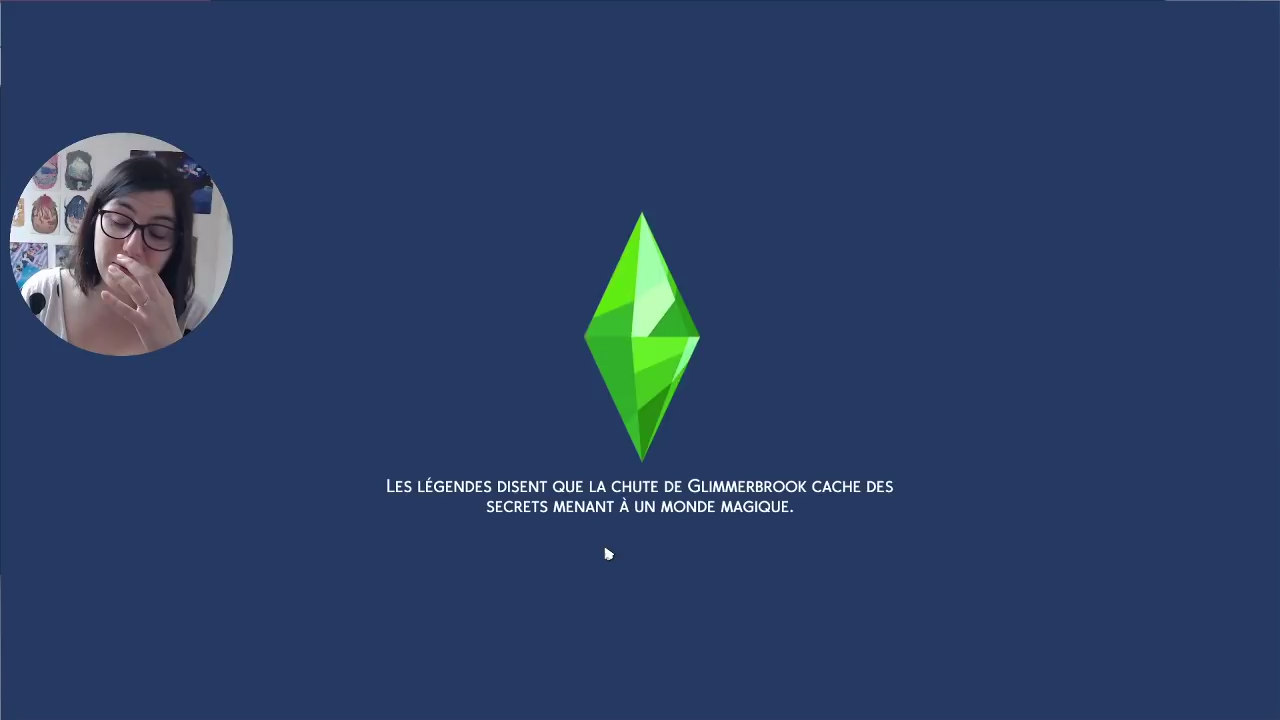 Les légendes disent que la chute de Glimmerbrook cache des
secrets menant à un monde magique.